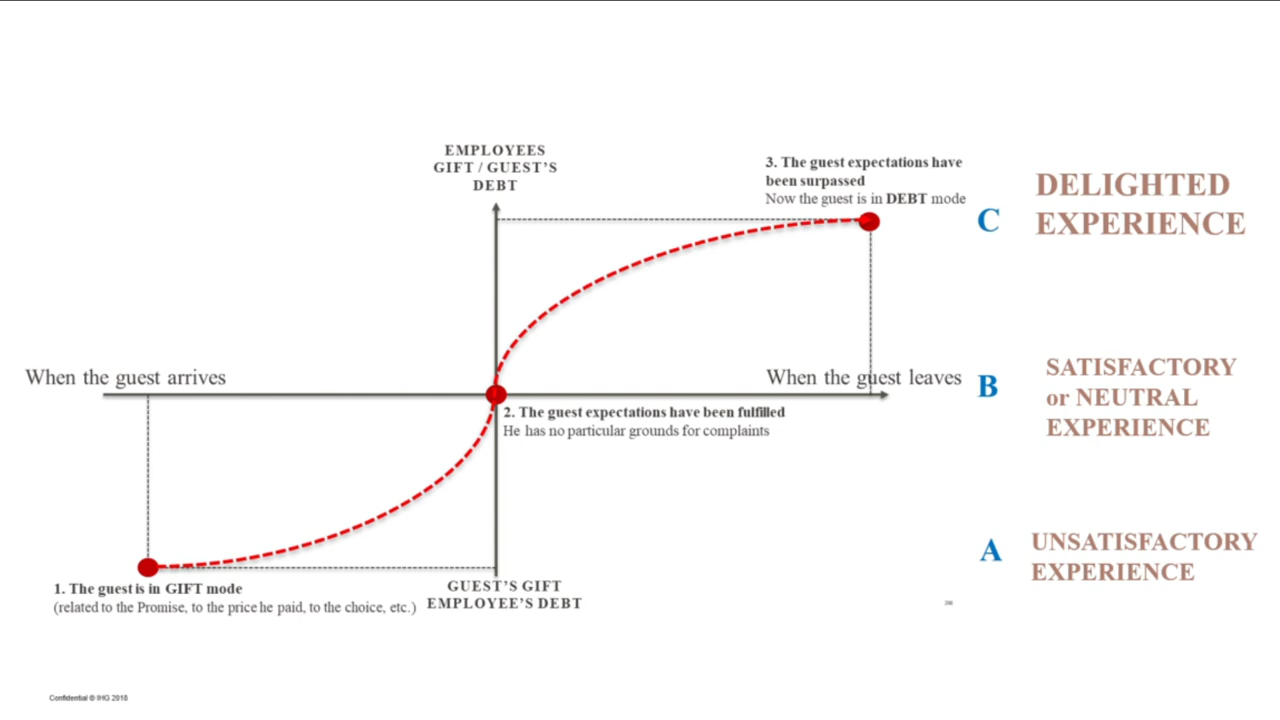 EMPLOYEES
GIFT / GUEST'S
DEBT
3. The guest expectations have
been surpassed
Now the guest is in DEBT mode
C
DELIGHTED
EXPERIENCE
When the guest arrives
When the guest leaves
B
SATISFACTORY
or NEUTRAL
EXPERIENCE
2. The guest expectations have been fulfilled
He has no particular grounds for complaints
A
UNSATISFACTORY
EXPERIENCE
1. The guest is in GIFT mode
(related to the Promise, to the price he paid, to the choice, etc.)
GUEST'S GIFT
EMPLOYEE'S DEBT
Confidential © IHG 2018